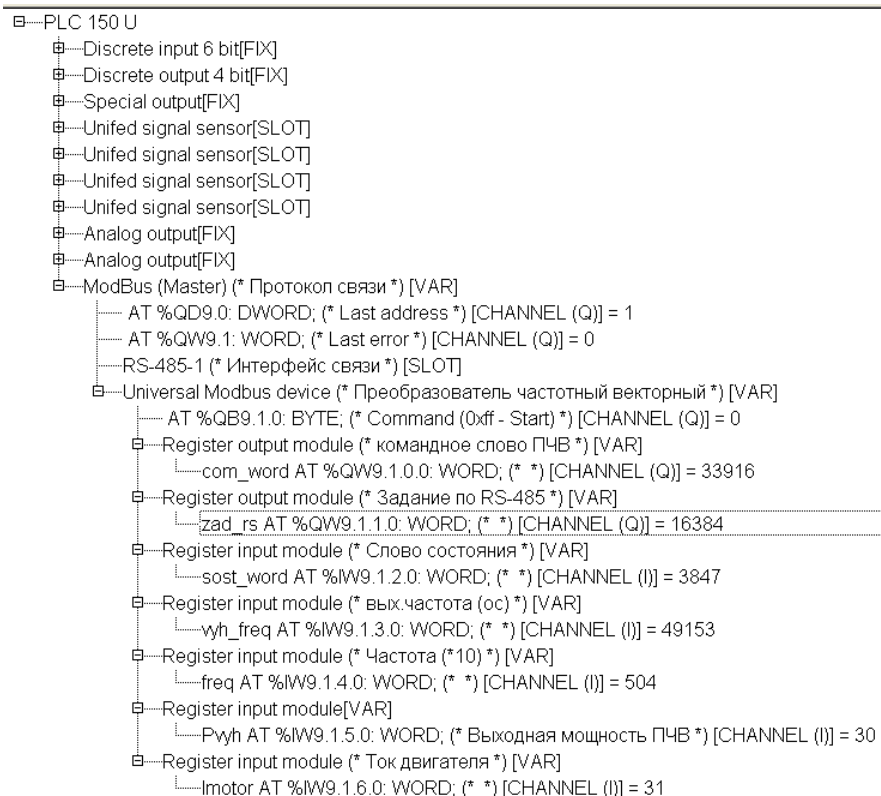 PLC 150 U
Discrete input 6 bit[FIX]
Discrete output 4 bit[FIX]
Special output[FIX]
Unifed signal sensor[SLOT]
Unifed signal sensor[SLOT]
Unifed signal sensor[SLOT]
Unifed signal sensor[SLOT]
Analog output[FIX]
Analog output[FIX]
ModBus (Master) (* Протокол связи *) [VAR]
AT %QD9.0: DWORD; (* Last address *) [CHANNEL (Q)] = 1
AT %QW9.1: WORD; (* Last error *) [CHANNEL (Q)] = 0
RS-485-1 (* Интерфейс связи *) [SLOT]
Universal Modbus device (* Преобразователь частотный векторный *) [VAR]
AT %QB9.1.0: BYTE; (* Command (0xff - Start) *) [CHANNEL (Q)] = 0
Register output module (* командное слово ПЧВ *) [VAR]
com_word AT %QW9.1.0.0: WORD; (* *) [CHANNEL (Q)] = 33916
Register output module (* Задание по RS-485 *) [VAR]
zad_rs AT %QW9.1.1.0: WORD; (* *) [CHANNEL (Q)] = 16384
Register input module (* Слово состояния *) [VAR]
sost_word AT %IW9.1.2.0: WORD; (* *) [CHANNEL (I)] = 3847
Register input module (* вых.частота (ос) *) [VAR]
vyh_freq AT %IW9.1.3.0: WORD; (* *) [CHANNEL (I)] = 49153
Register input module (* Частота (*10) *) [VAR]
freq AT %IW9.1.4.0: WORD; (* *) [CHANNEL (I)] = 504
Register input module[VAR]
Pvyh AT %IW9.1.5.0: WORD; (* Выходная мощность ПЧВ *) [CHANNEL (I)] = 30
Register input module (* Ток двигателя *) [VAR]
Imotor AT %IW9.1.6.0: WORD; (* *) [CHANNEL (I)] = 31